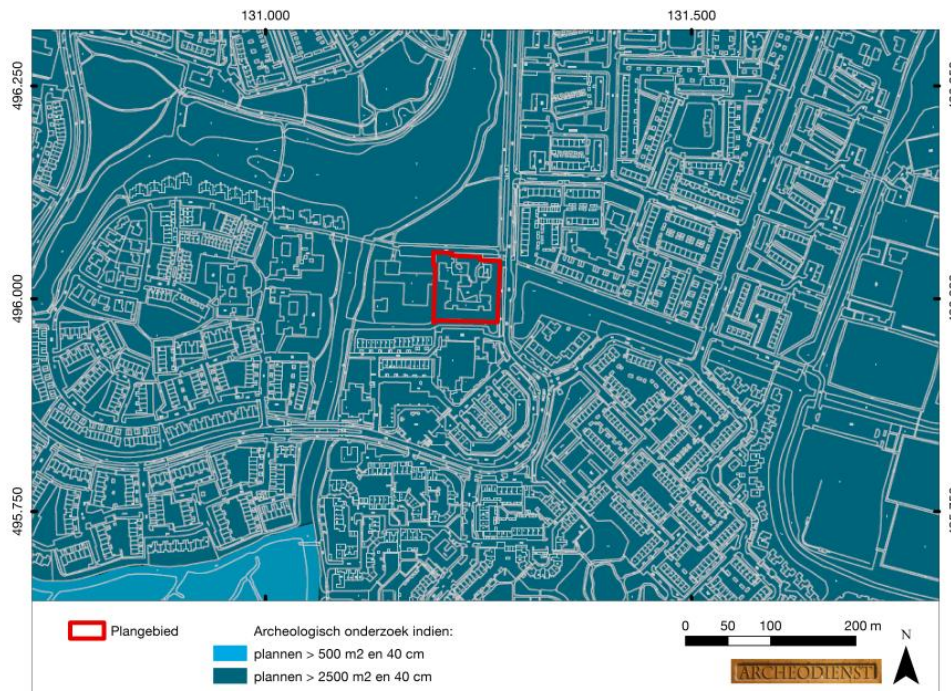 131.000 131.500
496.250
496.000
495.750
Plangebied
Archeologisch onderzoek indien:
plannen > 500 m2 en 40 cm
plannen > 2500 m2 en 40 cm
0 50 100 200 m
N
ARCHEODIENST